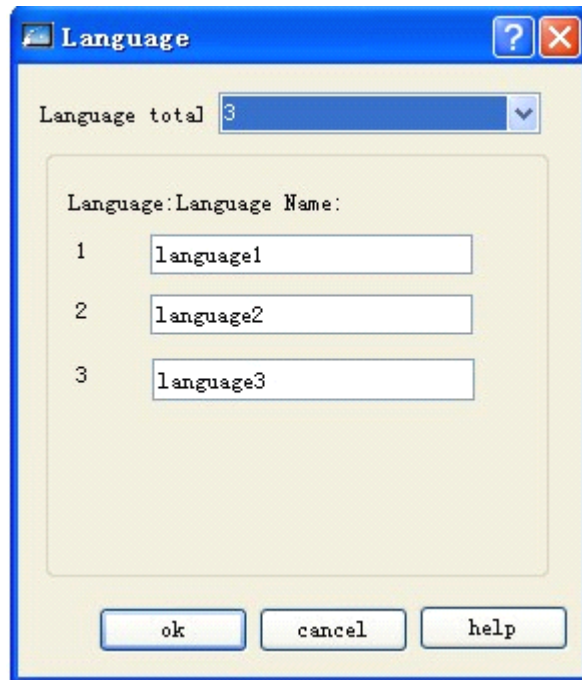 Language
Language total 3
Language:Language Name:
1 language1
2 language2
3 language3
ok cancel help